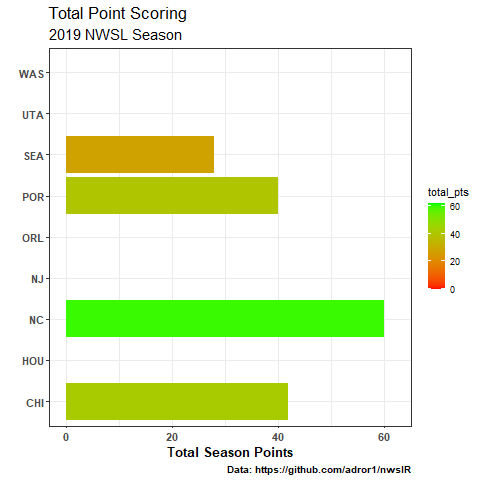 Total Point Scoring
2019 NWSL Season
WAS
UTA
SEA
POR
ORL
NJ
NC
HOU
CHI
0 20 40 60
Total Season Points
total_pts
60
40
20
0
Data: https://github.com/adror1/nwslR